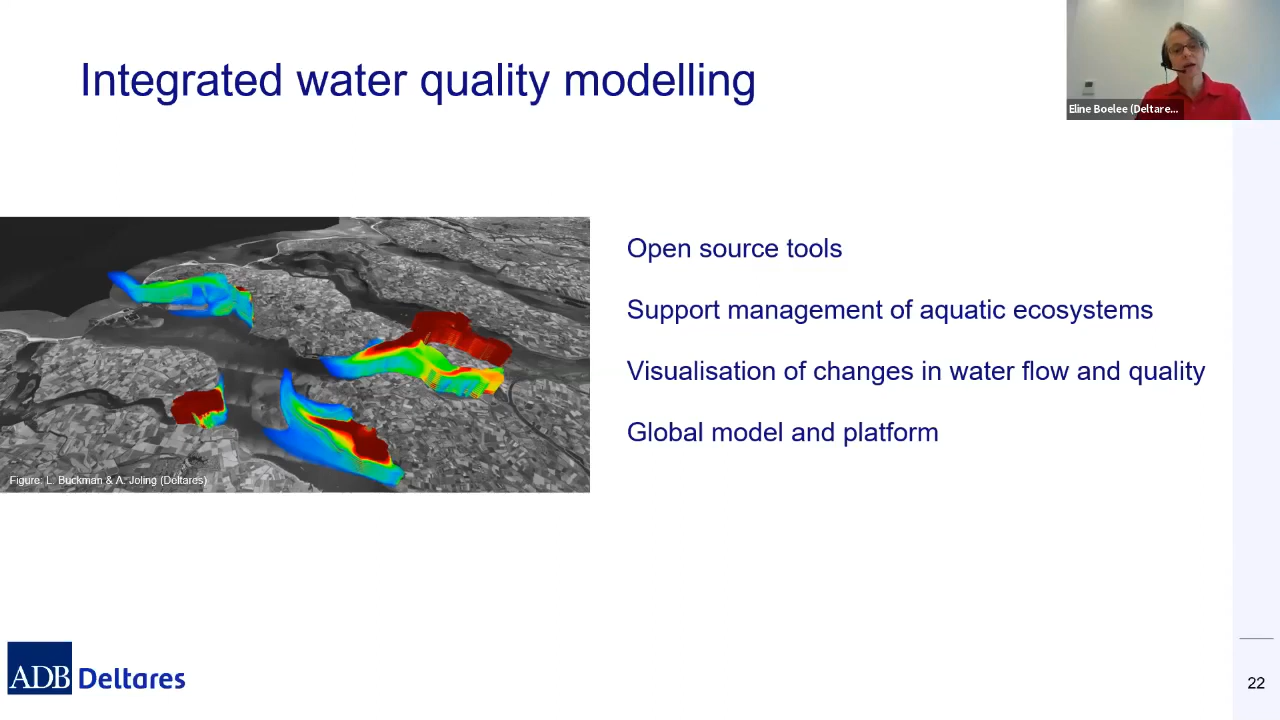 Integrated water quality modelling
Eline Boelee (Deltare...
Open source tools
Support management of aquatic ecosystems
Visualisation of changes in water flow and quality
Global model and platform
Figure: L. Buckman & A. Joling (Deltares)
ADB Deltares
22